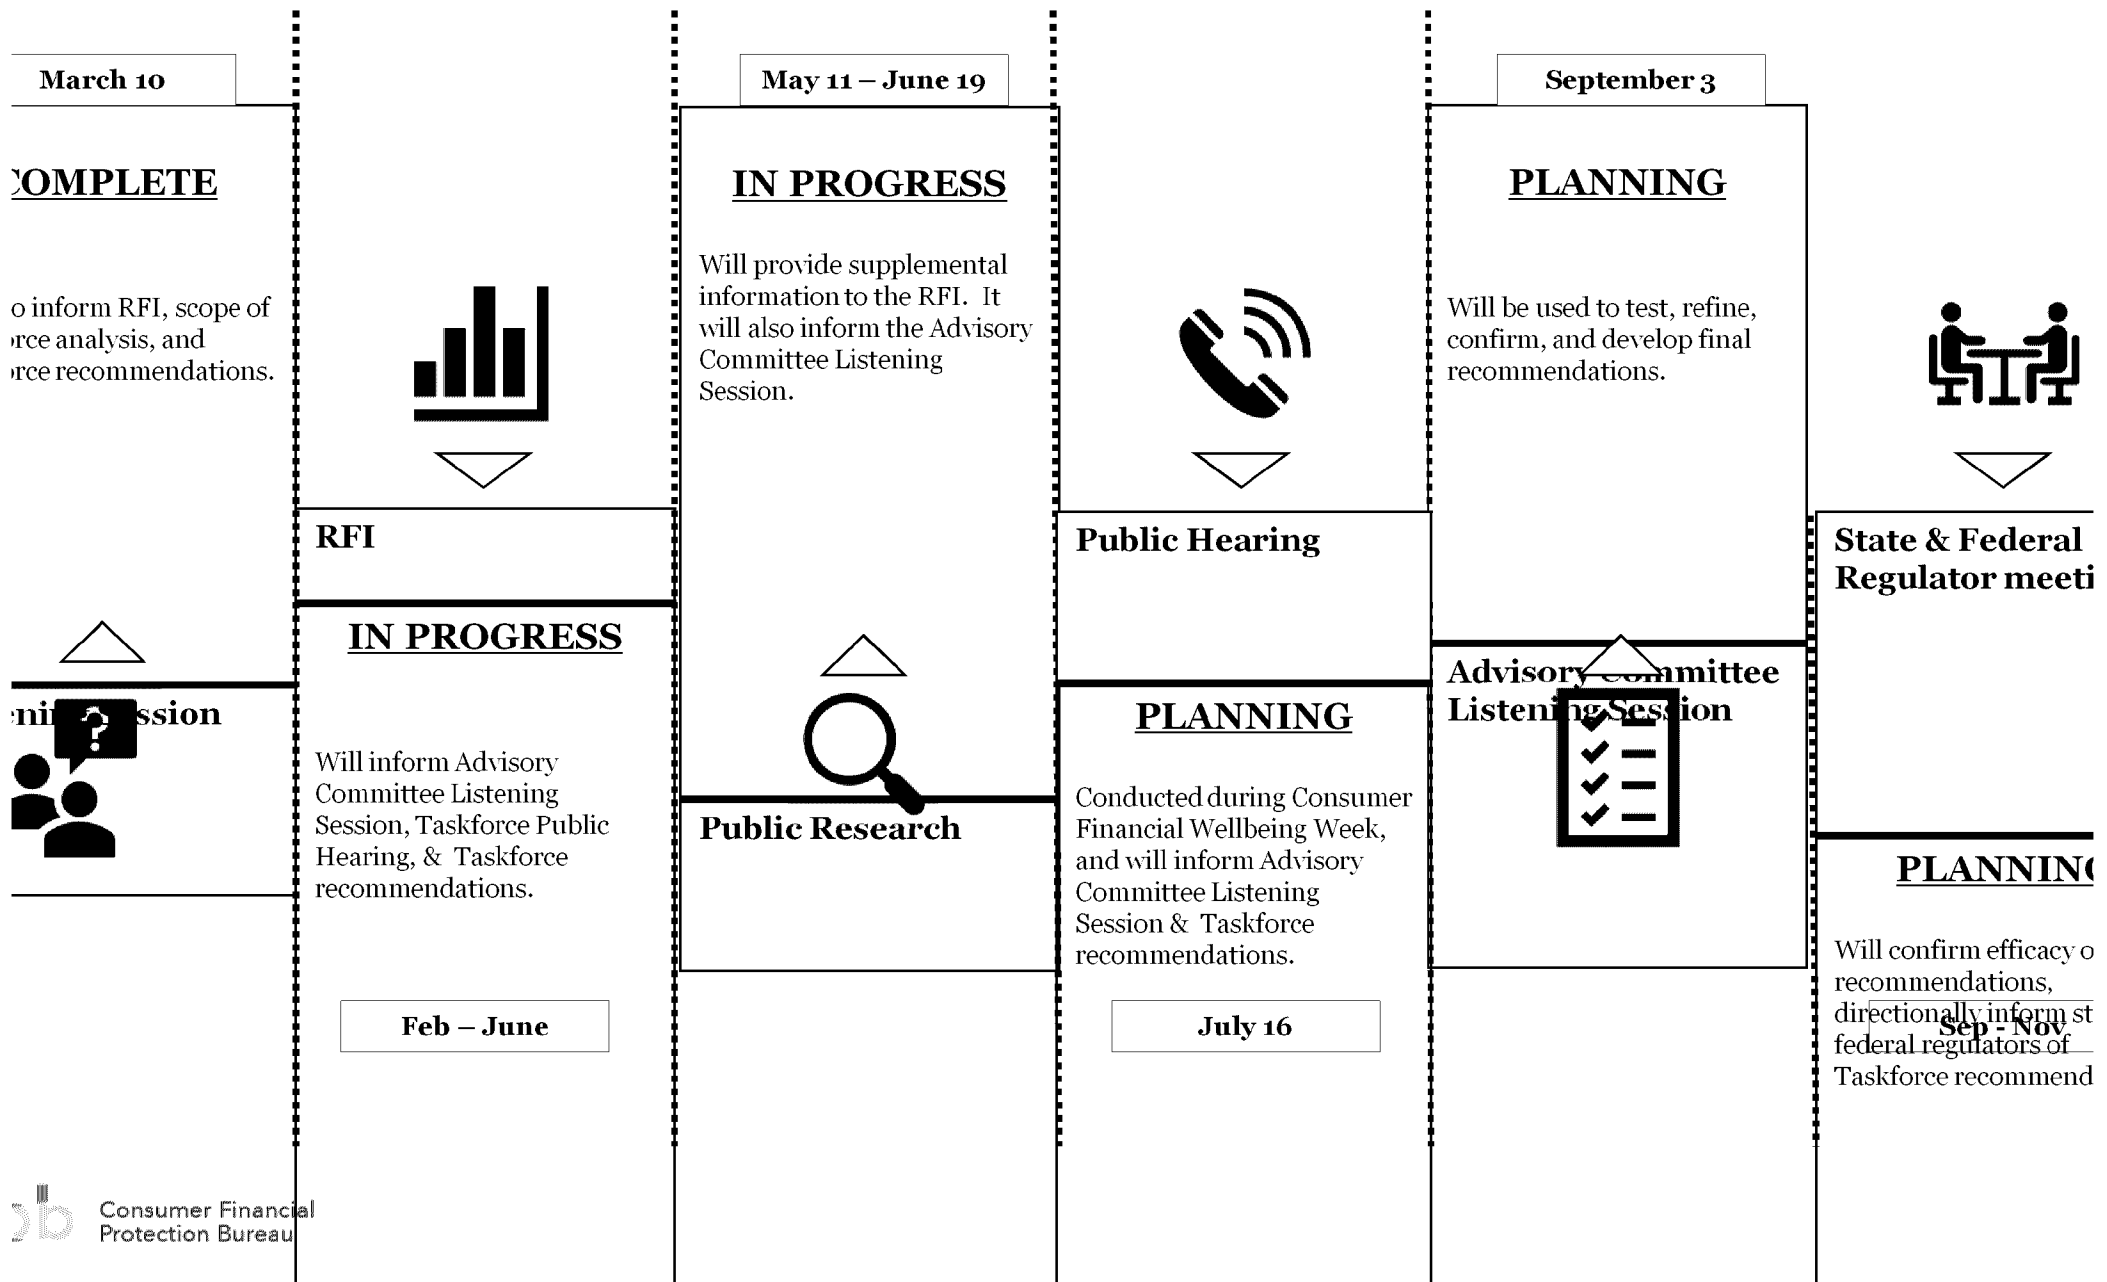 March 10
COMPLETE
o inform RFI, scope of
rce analysis, and
rce recommendations.
ssion
RFI
IN PROGRESS
Will inform Advisory
Committee Listening
Session, Taskforce Public
Hearing, &  Taskforce
recommendations.
Feb – June
May 11 – June 19
IN PROGRESS
Will provide supplemental
information to the RFI.  It
will also inform the Advisory
Committee Listening
Session.
Public Research
Public Hearing
PLANNING
Conducted during Consumer
Financial Wellbeing Week,
and will inform Advisory
Committee Listening
Session &  Taskforce
recommendations.
July 16
September 3
PLANNING
Will be used to test, refine,
confirm, and develop final
recommendations.
Advisory Committee
Listening Session
State & Federal
Regulator meeti
PLANNING
Will confirm efficacy o
recommendations,
directionally inform st
federal regulators of
Taskforce recommend
Sep - Nov
Consumer Financial
Protection Bureau